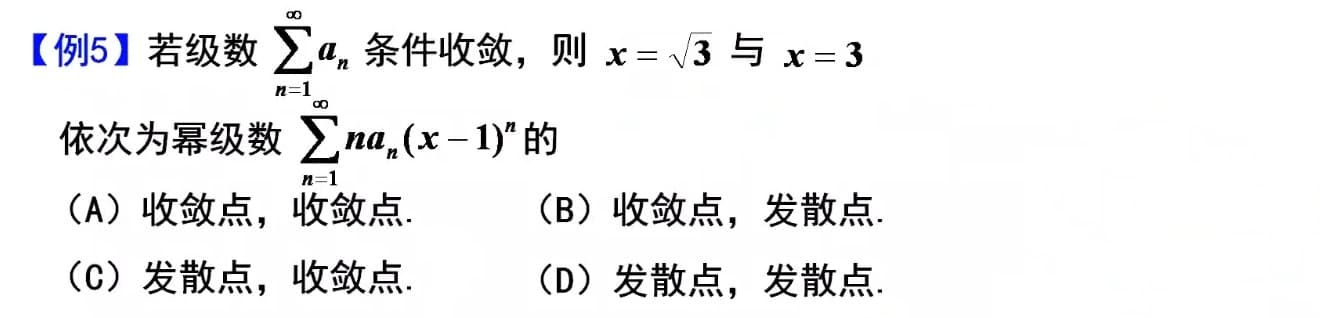 【例5】若级数 $\sum_{n=1}^{\infty} a_n$ 条件收敛，则 $x=\sqrt{3}$ 与 $x=3$
依次为幂级数 $\sum_{n=1}^{\infty} na_n(x-1)^n$ 的
（A）收敛点，收敛点. （B）收敛点，发散点.
（C）发散点，收敛点. （D）发散点，发散点.